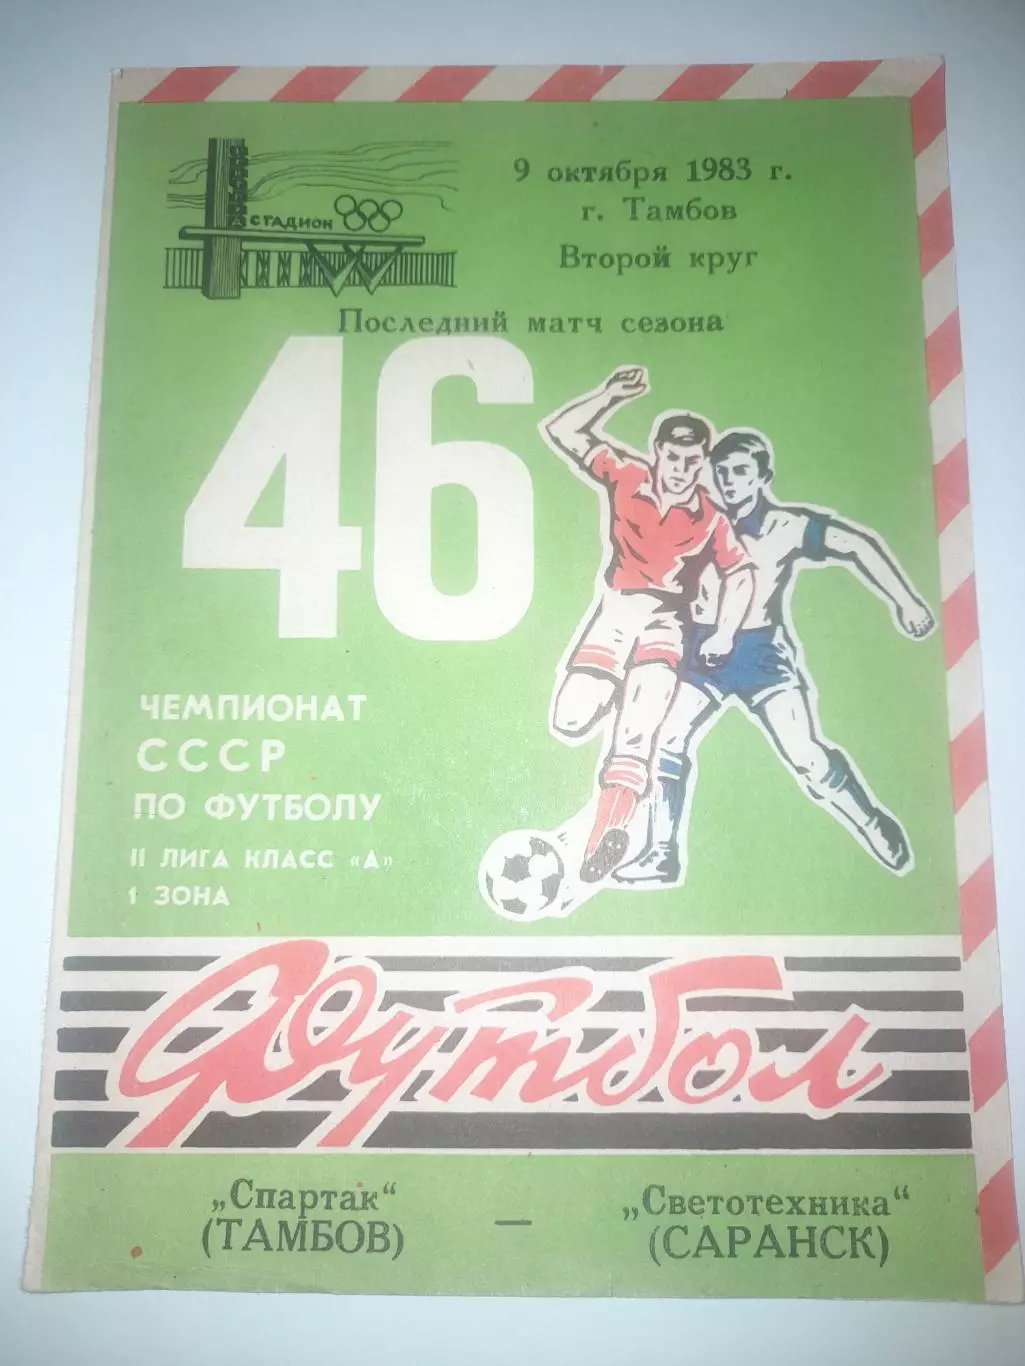 СТАДИОН
9 октября 1983 г.
г. Тамбов
Второй круг
Последний матч сезона
46
ЧЕМПИОНАТ
СССР
ПО ФУТБОЛУ
II ЛИГА КЛАСС «А»
1 ЗОНА
Футбол
„Спартак“ — „Светотехника“
(ТАМБОВ) (САРАНСК)